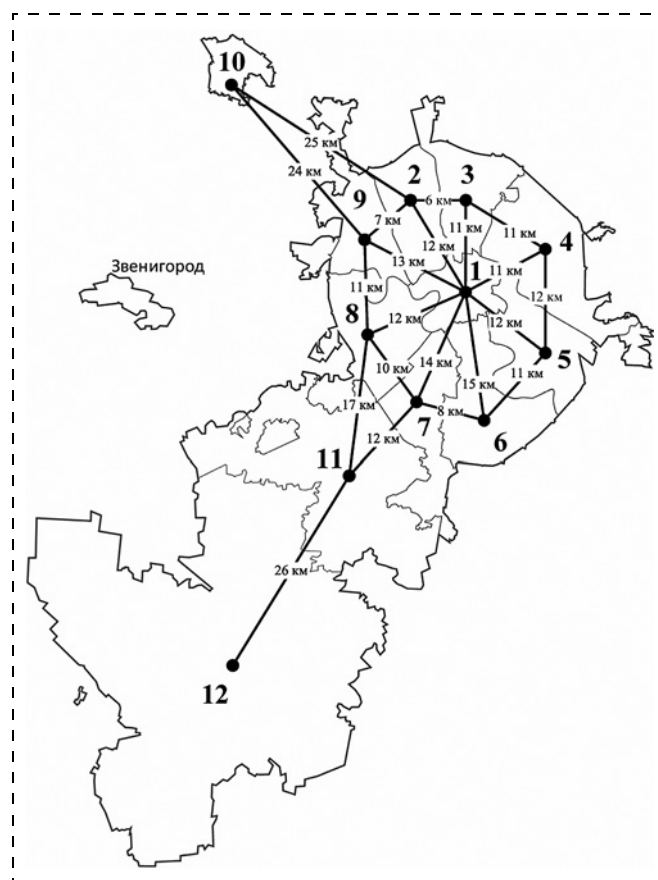 10
25 км
24 км
2
3
9
6 км
7 км
11 км
11 км
4
12 км
13 км
1
11 км
Звенигород
11 км
12 км
8
12 км
12 км
5
14 км
10 км
15 км
11 км
17 км
8 км
7
12 км
6
11
26 км
12